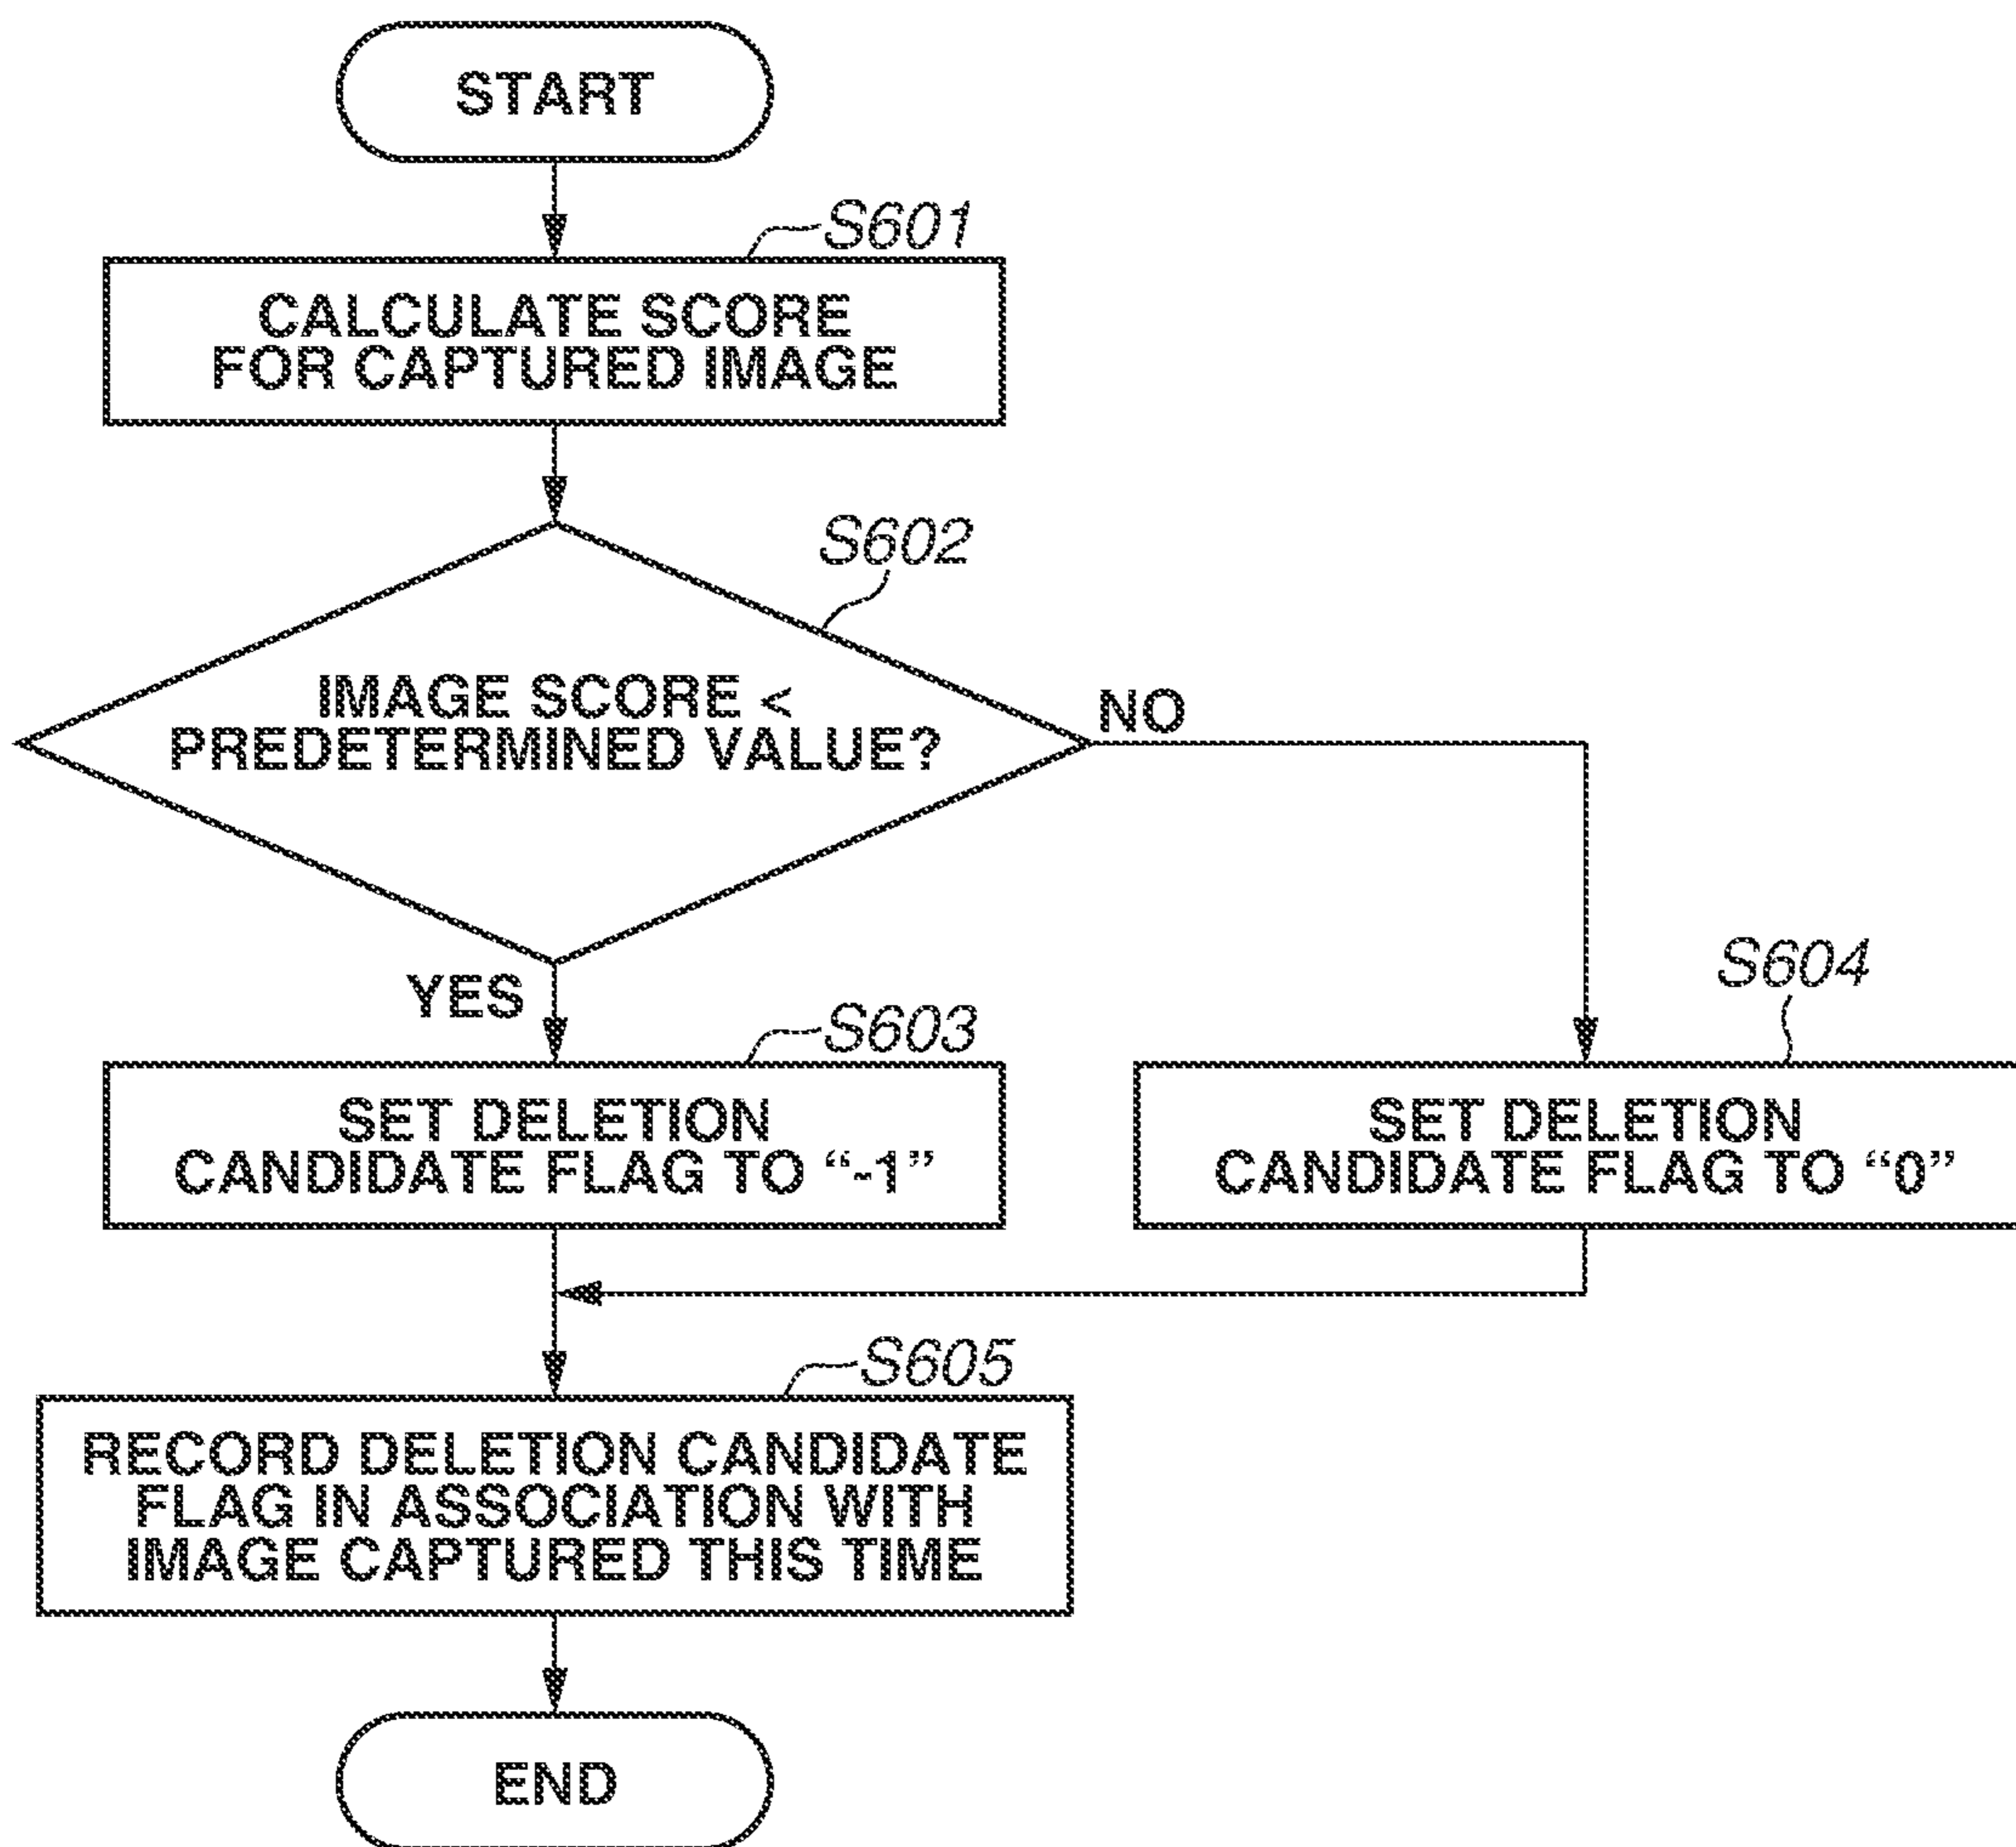 START
S601
CALCULATE SCORE
FOR CAPTURED IMAGE
S602
IMAGE SCORE <
PREDETERMINED VALUE?
NO
YES
S603
SET DELETION
CANDIDATE FLAG TO “-1”
S604
SET DELETION
CANDIDATE FLAG TO “0”
S605
RECORD DELETION CANDIDATE
FLAG IN ASSOCIATION WITH
IMAGE CAPTURED THIS TIME
END